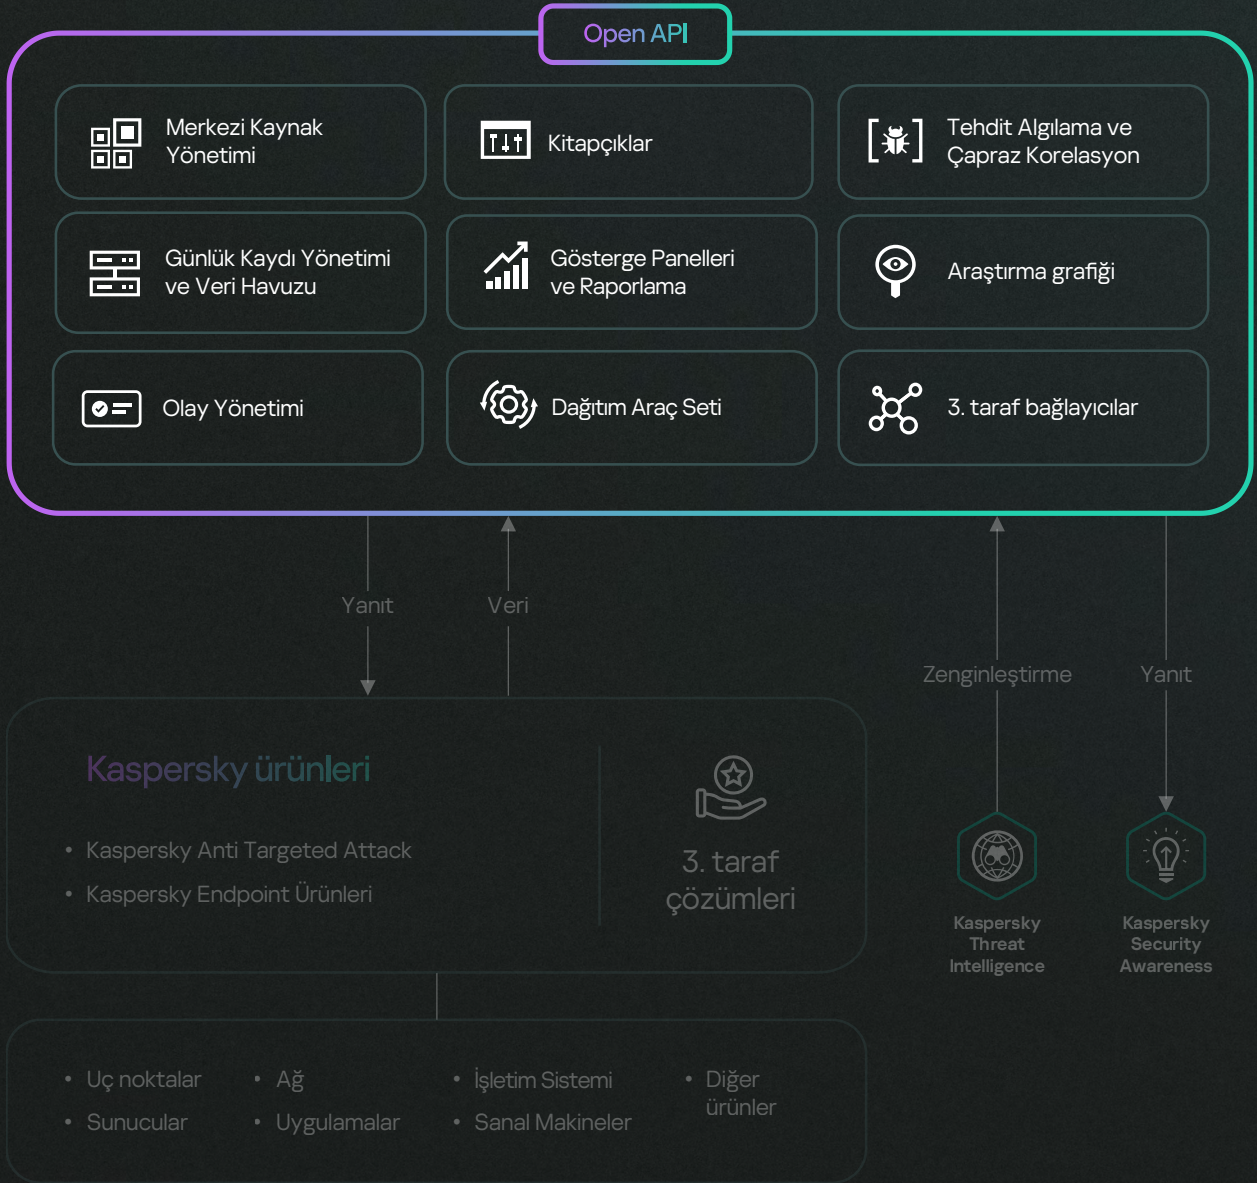 Open API
Merkezi Kaynak
Yönetimi
Kitapçıklar
Tehdit Algılama ve
Çapraz Korelasyon
Günlük Kaydı Yönetimi
ve Veri Havuzu
Gösterge Panelleri
ve Raporlama
Araştırma grafiği
Olay Yönetimi
Dağıtım Araç Seti
3. taraf bağlayıcılar
Yanıt
Veri
Zenginleştirme
Yanıt
Kaspersky ürünleri
• Kaspersky Anti Targeted Attack
• Kaspersky Endpoint Ürünleri
3. taraf
çözümleri
Kaspersky
Threat
Intelligence
Kaspersky
Security
Awareness
• Uç noktalar
• Sunucular
• Ağ
• Uygulamalar
• İşletim Sistemi
• Sanal Makineler
• Diğer
ürünler